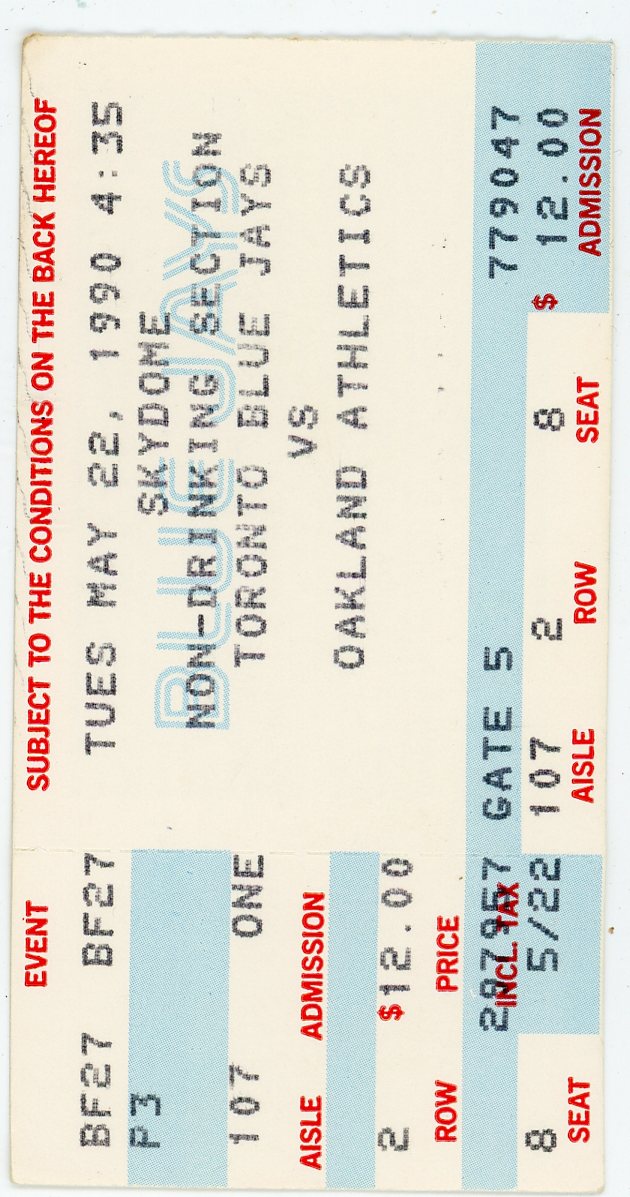 EVENT
BF27 BF27
P3
107 ONE
AISLE ADMISSION
2 $12.00
ROW PRICE
INCL. TAX
8 5/22
SEAT
SUBJECT TO THE CONDITIONS ON THE BACK HEREOF
TUES MAY 22, 1990 4:35
SKYDOME
BLUE JAYS
NON-DRINKING SECTION
TORONTO BLUE JAYS
VS
OAKLAND ATHLETICS
GATE 5 779047
107 2 8 $ 12.00
AISLE ROW SEAT ADMISSION